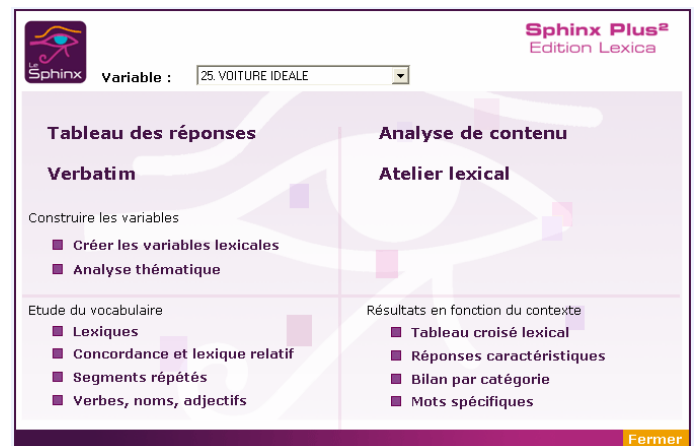 Le
Sphinx
Sphinx Plus²
Edition Lexica
Variable : 25. VOITURE IDEALE
Tableau des réponses
Analyse de contenu
Verbatim
Atelier lexical
Construire les variables
Créer les variables lexicales
Analyse thématique
Etude du vocabulaire
Lexiques
Concordance et lexique relatif
Segments répétés
Verbes, noms, adjectifs
Résultats en fonction du contexte
Tableau croisé lexical
Réponses caractéristiques
Bilan par catégorie
Mots spécifiques
Fermer